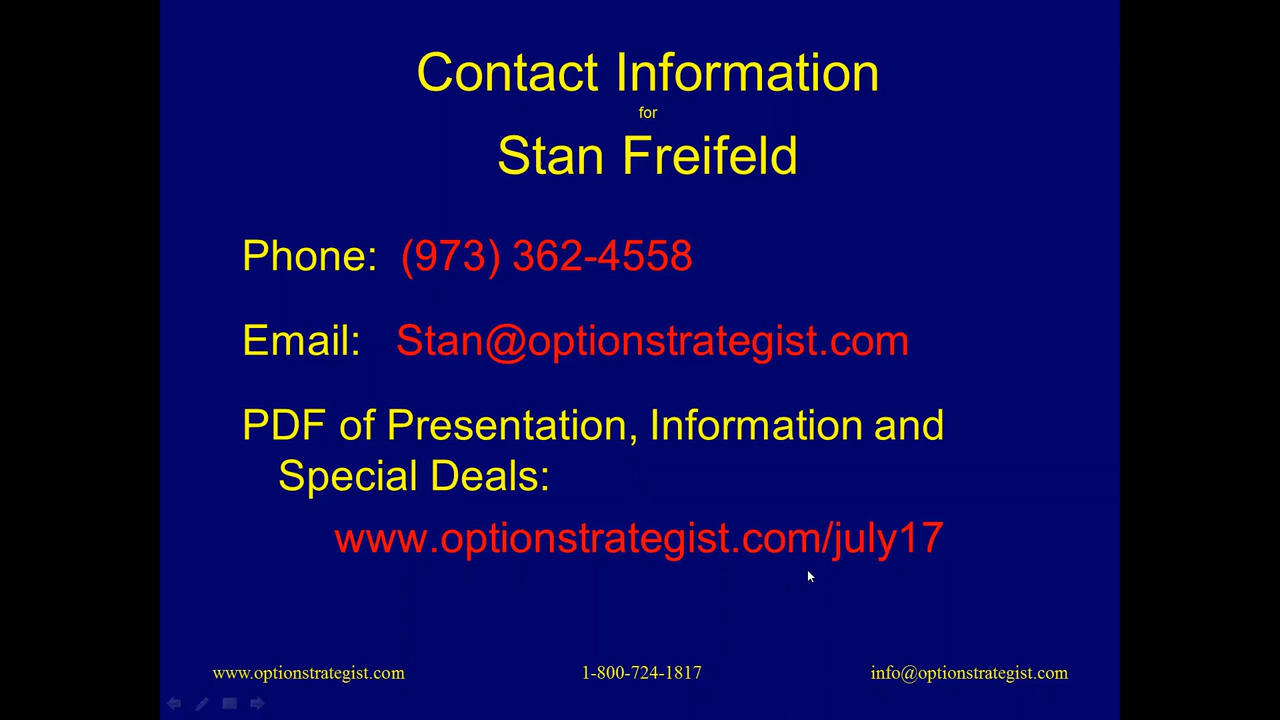 Contact Information
for
Stan Freifeld
Phone: (973) 362-4558
Email: Stan@optionstrategist.com
PDF of Presentation, Information and
Special Deals:
www.optionstrategist.com/july17
www.optionstrategist.com 1-800-724-1817 info@optionstrategist.com